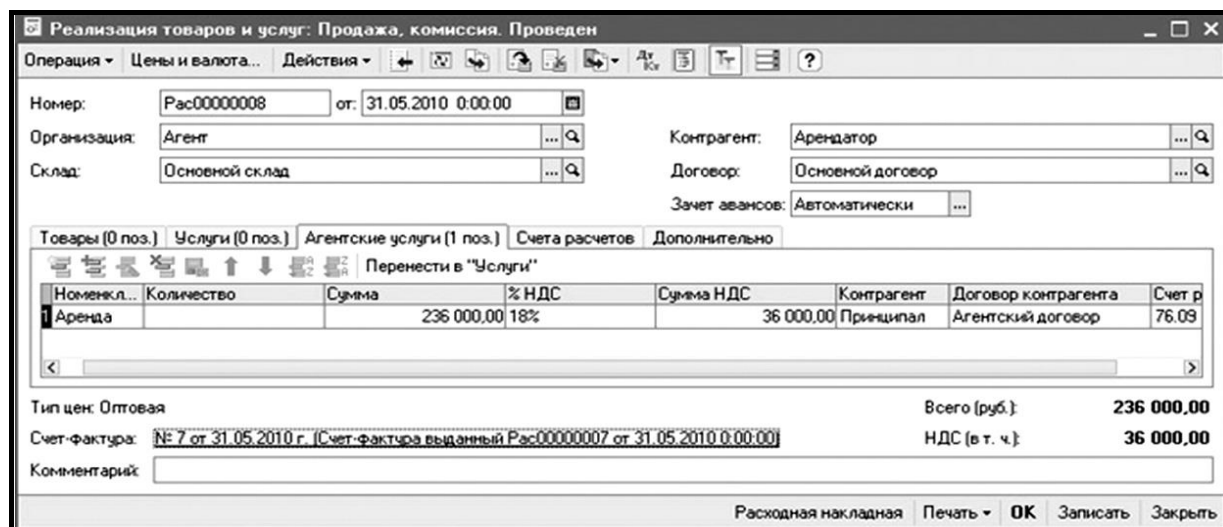 Реализация товаров и услуг: Продажа, комиссия. Проведен
Операция Цены и валюта... Действия Дт Кт ?
Номер: Рас00000008 от: 31.05.2010 0:00:00
Организация: Агент ... Контрагент: Арендатор ...
Склад: Основной склад ... Договор: Основной договор ...
Зачет авансов: Автоматически ...
Товары (0 поз.) Услуги (0 поз.) Агентские услуги (1 поз.) Счета расчетов Дополнительно
Перенести в "Услуги"
Номенкл... Количество Сумма % НДС Сумма НДС Контрагент Договор контрагента Счет р
1 Аренда 236 000,00 18% 36 000,00 Принципал Агентский договор 76.09
Тип цен: Оптовая Всего (руб.): 236 000,00
Счет-фактура: № 7 от 31.05.2010 г. (Счет-фактура выданный Рас00000007 от 31.05.2010 0:00:00) НДС (в т. ч.): 36 000,00
Комментарий:
Расходная накладная Печать OK Записать Закрыть